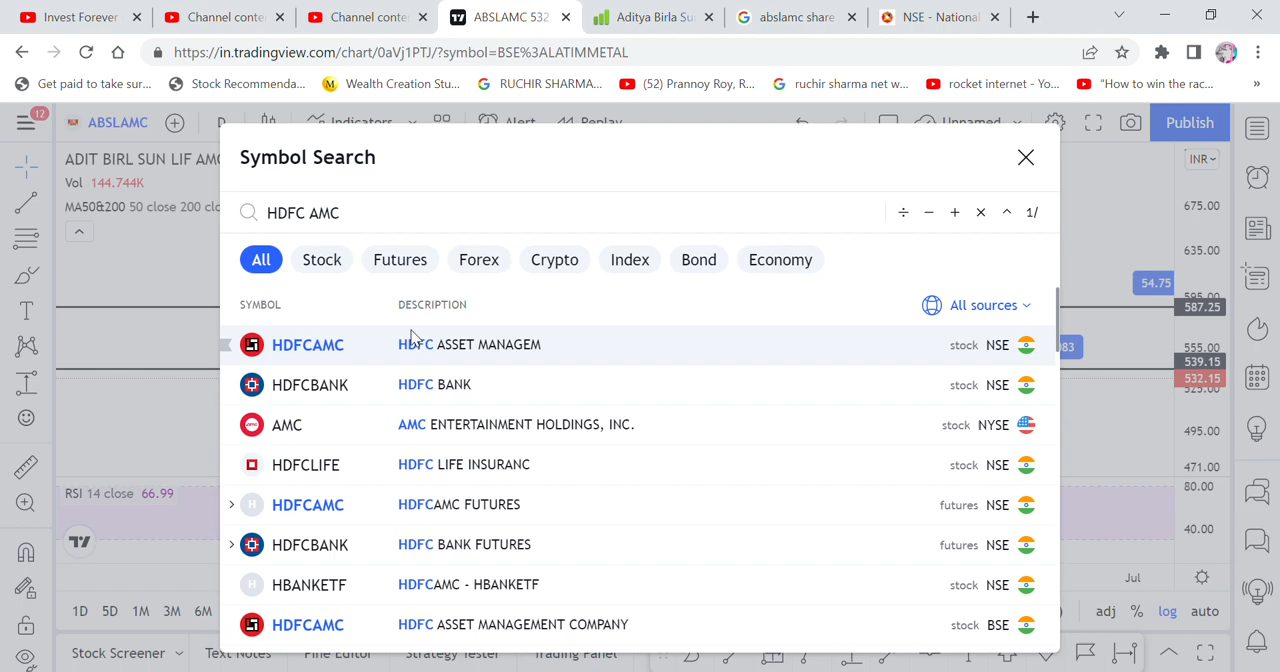 Invest Forever
Channel conte
Channel conte
ABSLAMC 532
Aditya Birla Su
abslamc share
NSE - National
https://in.tradingview.com/chart/0aVj1PTJ/?symbol=BSE%3ALATIMMETAL
Get paid to take sur...
Stock Recommenda...
Wealth Creation Stu...
RUCHIR SHARMA...
(52) Prannoy Roy, R...
ruchir sharma net w...
rocket internet - Yo...
"How to win the rac...
»
12
ABSLAMC
D
Indicators
Alert
Replay
Unnamed
Publish
ADIT BIRL SUN LIF AMC
INR
Vol 144.744K
MA50&200 50 close 200 clo
Symbol Search
HDFC AMC
÷ − + × ^ 1/
All
Stock
Futures
Forex
Crypto
Index
Bond
Economy
SYMBOL
DESCRIPTION
All sources
HDFCAMC HDFC ASSET MANAGEM stock NSE
HDFCBANK HDFC BANK stock NSE
AMC AMC ENTERTAINMENT HOLDINGS, INC. stock NYSE
HDFCLIFE HDFC LIFE INSURANC stock NSE
HDFCAMC HDFCAMC FUTURES futures NSE
HDFCBANK HDFC BANK FUTURES futures NSE
HBANKETF HDFCAMC - HBANKETF stock NSE
HDFCAMC HDFC ASSET MANAGEMENT COMPANY stock BSE
675.00
635.00
54.75
595.00
587.25
555.00
083
539.15
532.15
525.00
495.00
471.00
RSI 14 close 66.99
80.00
40.00
Jul
1D 5D 1M 3M 6M
adj % log auto
Stock Screener
Text Notes
Pine Editor
Strategy Tester
Trading Panel